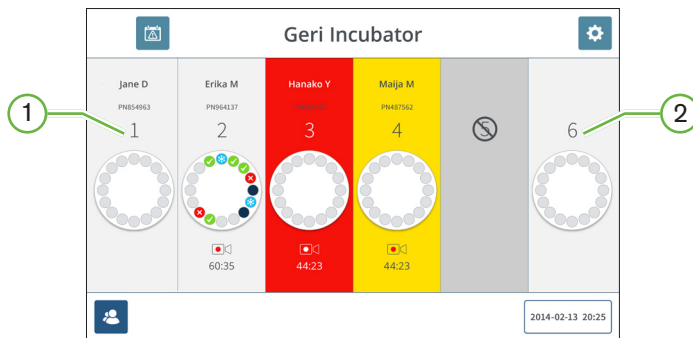 Geri Incubator
Jane D
PN854963
1
Erika M
PN964137
2
60:35
Hanako Y
3
44:23
Maija M
PN487562
4
44:23
5
6
2014-02-13 20:25
1
2